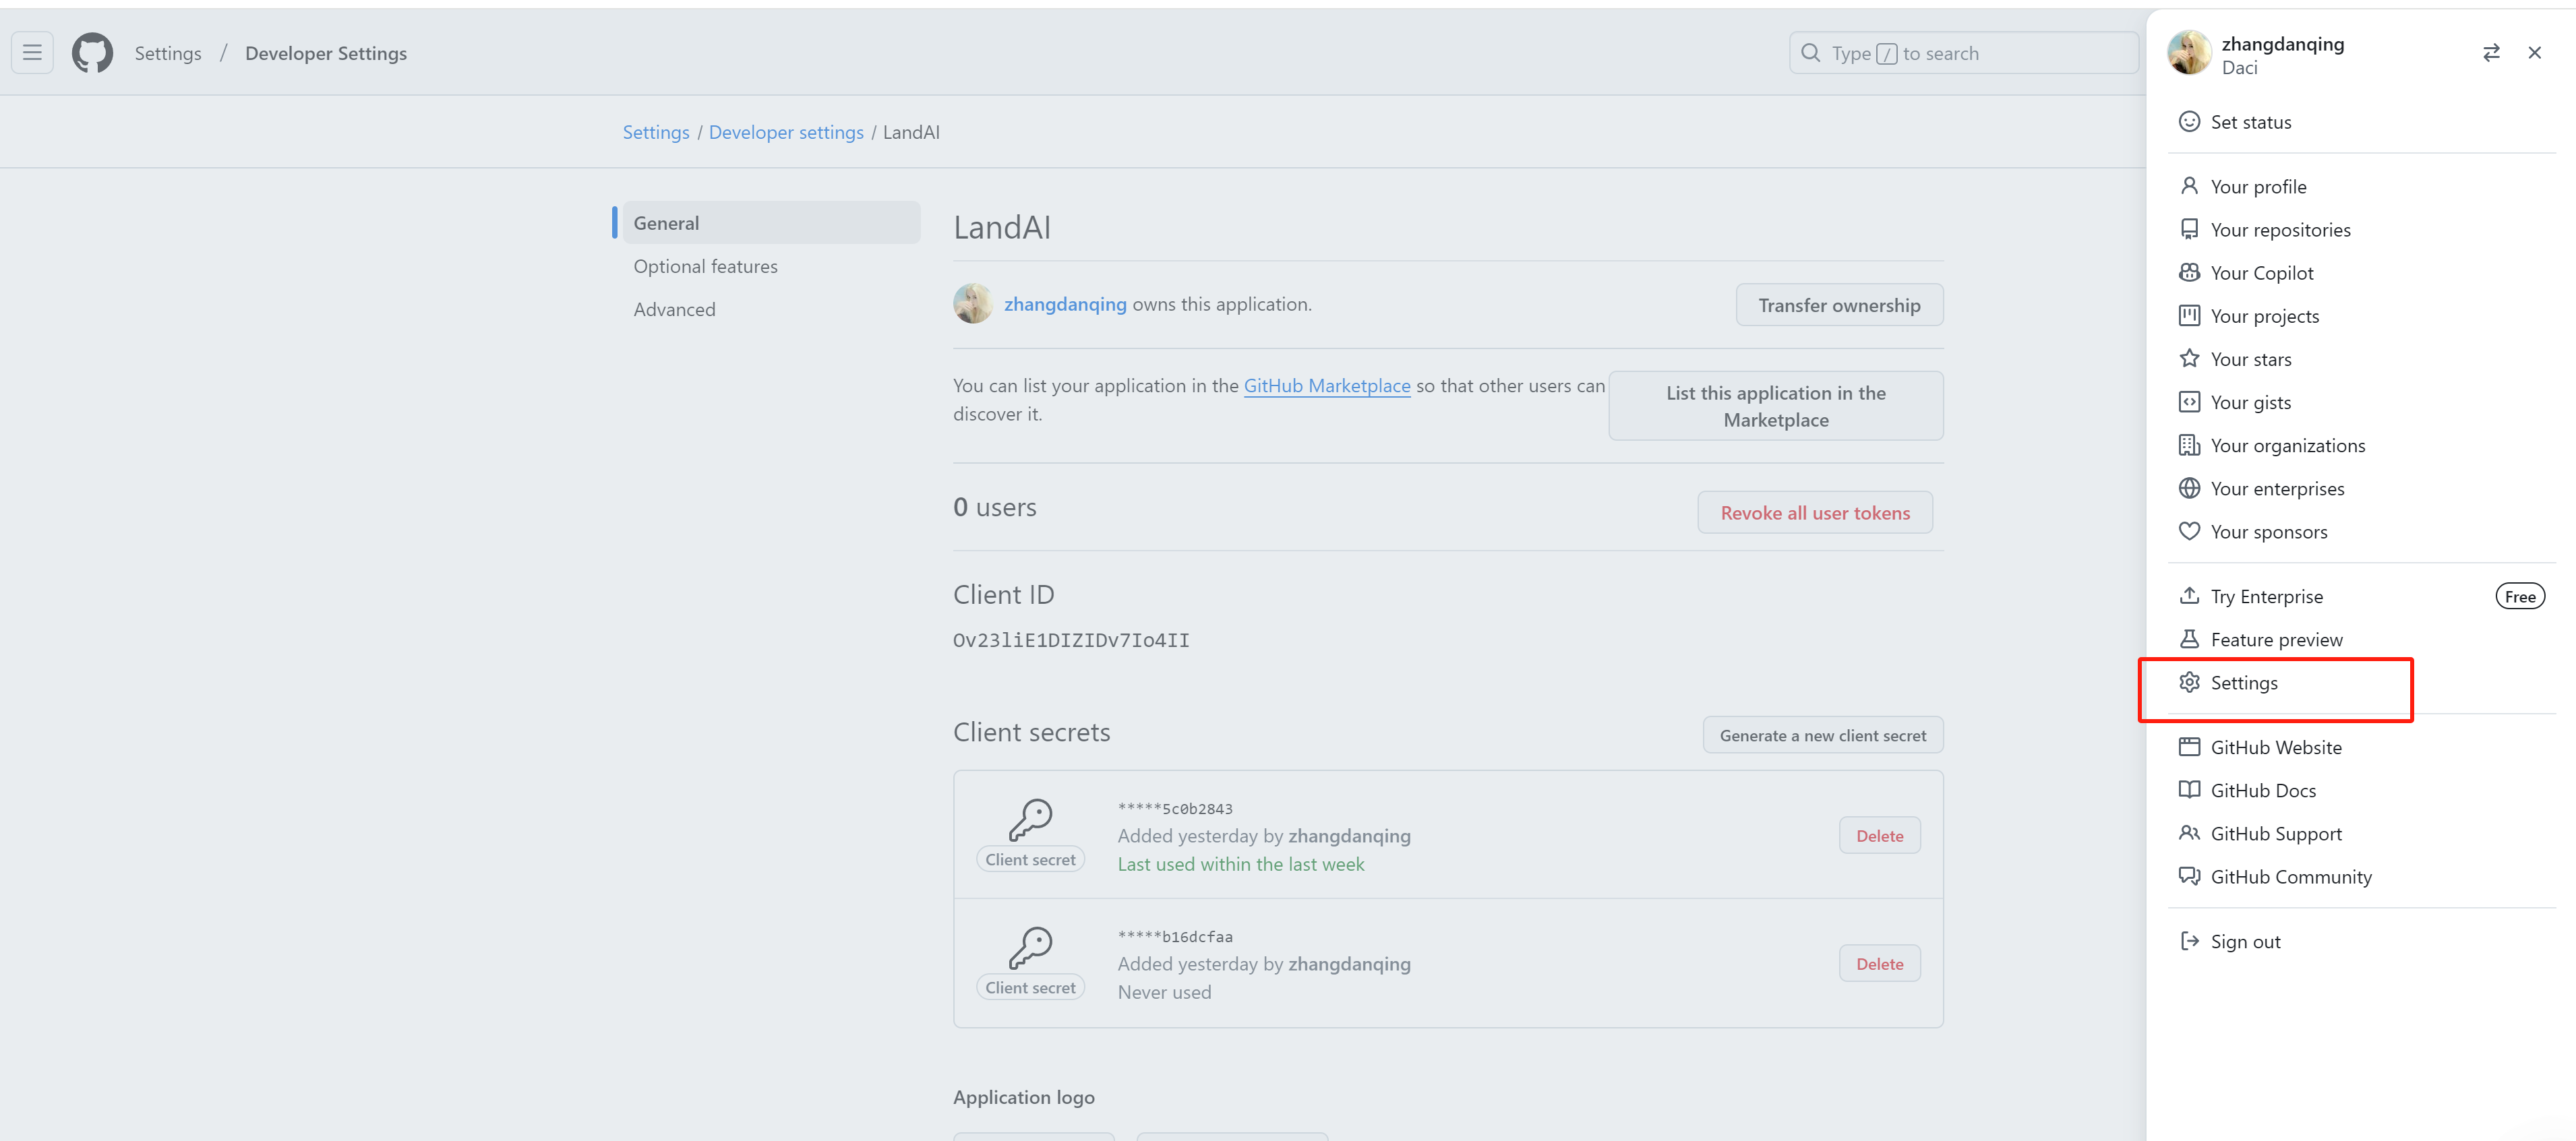 Settings / Developer Settings
Type / to search
Settings / Developer settings / LandAI
General
Optional features
Advanced
LandAI
zhangdanqing owns this application.
Transfer ownership
You can list your application in the GitHub Marketplace so that other users can
discover it.
List this application in the
Marketplace
0 users
Revoke all user tokens
Client ID
Ov23liE1DIZIDv7Io4II
Client secrets
Generate a new client secret
*****5c0b2843
Added yesterday by zhangdanqing
Last used within the last week
Client secret
Delete
*****b16dcfaa
Added yesterday by zhangdanqing
Never used
Client secret
Delete
Application logo
zhangdanqing
Daci
Set status
Your profile
Your repositories
Your Copilot
Your projects
Your stars
Your gists
Your organizations
Your enterprises
Your sponsors
Try Enterprise
Free
Feature preview
Settings
GitHub Website
GitHub Docs
GitHub Support
GitHub Community
Sign out